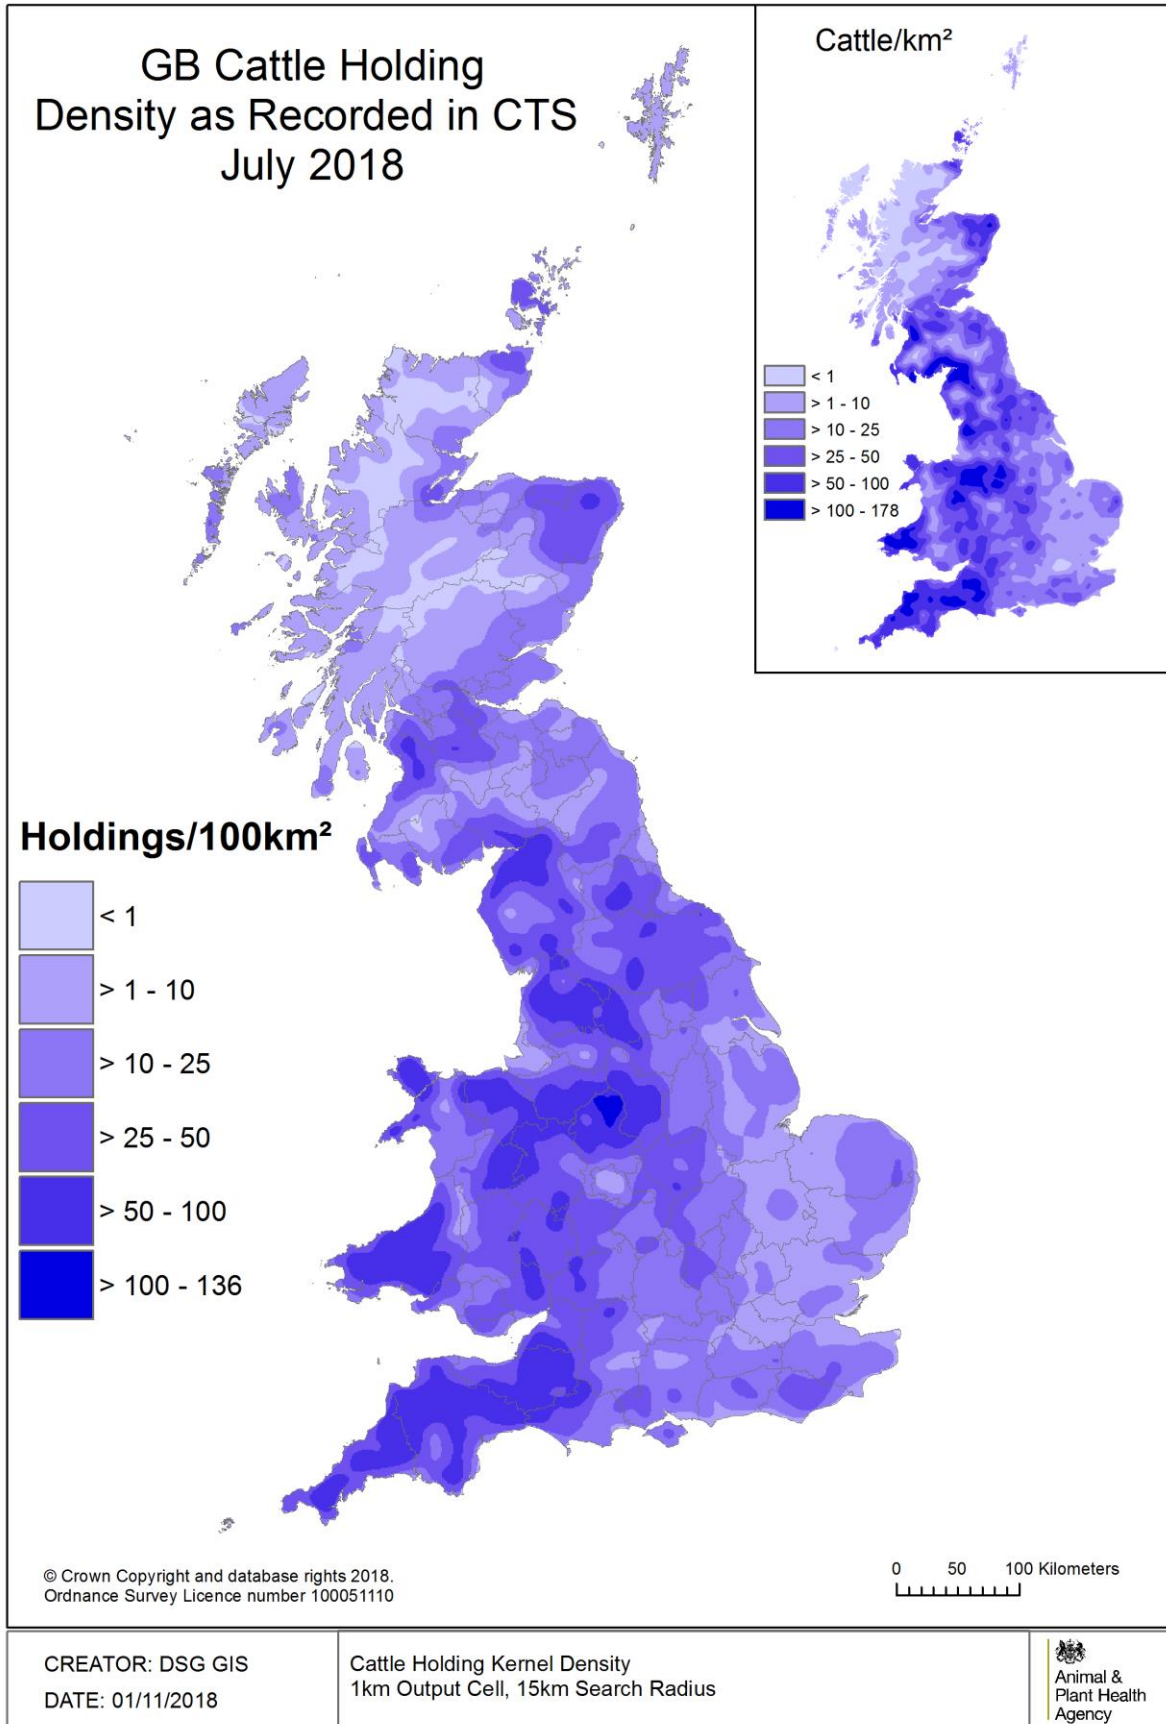 GB Cattle Holding
Density as Recorded in CTS
July 2018
Cattle/km²
< 1
> 1 - 10
> 10 - 25
> 25 - 50
> 50 - 100
> 100 - 178
Holdings/100km²
< 1
> 1 - 10
> 10 - 25
> 25 - 50
> 50 - 100
> 100 - 136
© Crown Copyright and database rights 2018.
Ordnance Survey Licence number 100051110
0 50 100 Kilometers
CREATOR: DSG GIS
DATE: 01/11/2018
Cattle Holding Kernel Density
1km Output Cell, 15km Search Radius
Animal &
Plant Health
Agency